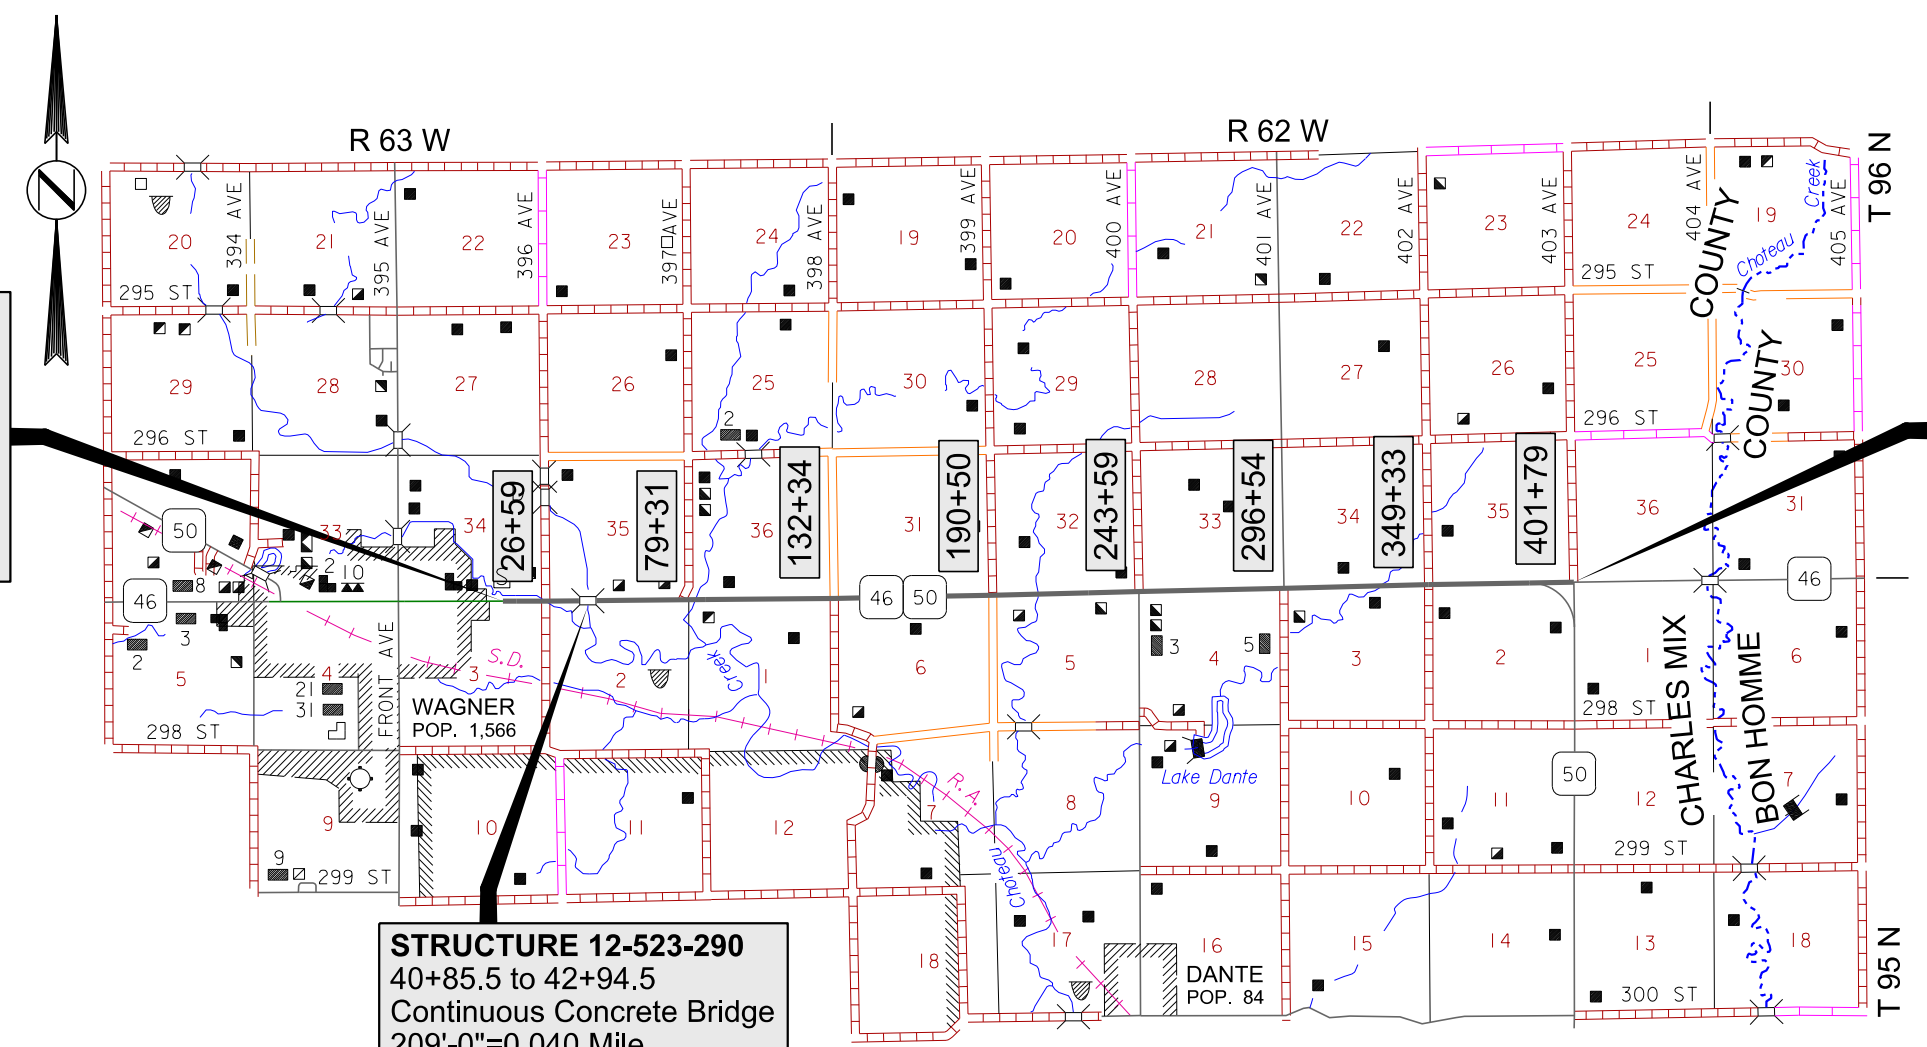 R 63 W
R 62 W
T 96 N
N
394 AVE
395 AVE
396 AVE
397 AVE
398 AVE
399 AVE
400 AVE
401 AVE
402 AVE
403 AVE
404 AVE
405 AVE
20
21
22
23
24
19
20
21
22
23
24
19
Creek
Choteau
295 ST
295 ST
COUNTY
COUNTY
29
28
27
26
25
30
29
28
27
26
25
30
2
296 ST
296 ST
26+59
79+31
132+34
190+50
243+59
296+54
349+33
401+79
33
34
35
36
31
32
33
34
35
36
31
50
46
46
50
46
8
2
10
3
2
5
4
3
2
1
6
5
3
4
5
3
2
1
6
S.D.
Creek
21
31
FRONT AVE
WAGNER
POP. 1,566
298 ST
298 ST
CHARLES MIX
BON HOMME
R.A.
Lake Dante
50
9
10
11
12
7
8
9
10
11
12
7
9
299 ST
299 ST
Choteau
18
17
16
15
14
13
18
DANTE
POP. 84
300 ST
T 95 N
STRUCTURE 12-523-290
40+85.5 to 42+94.5
Continuous Concrete Bridge
209'-0"=0.040 Mile